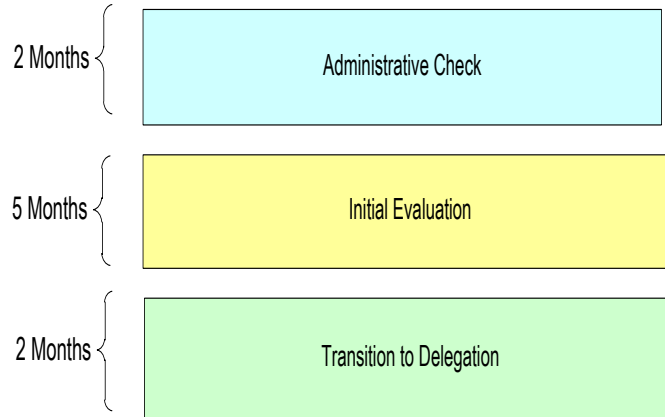 2 Months
Administrative Check
5 Months
Initial Evaluation
2 Months
Transition to Delegation